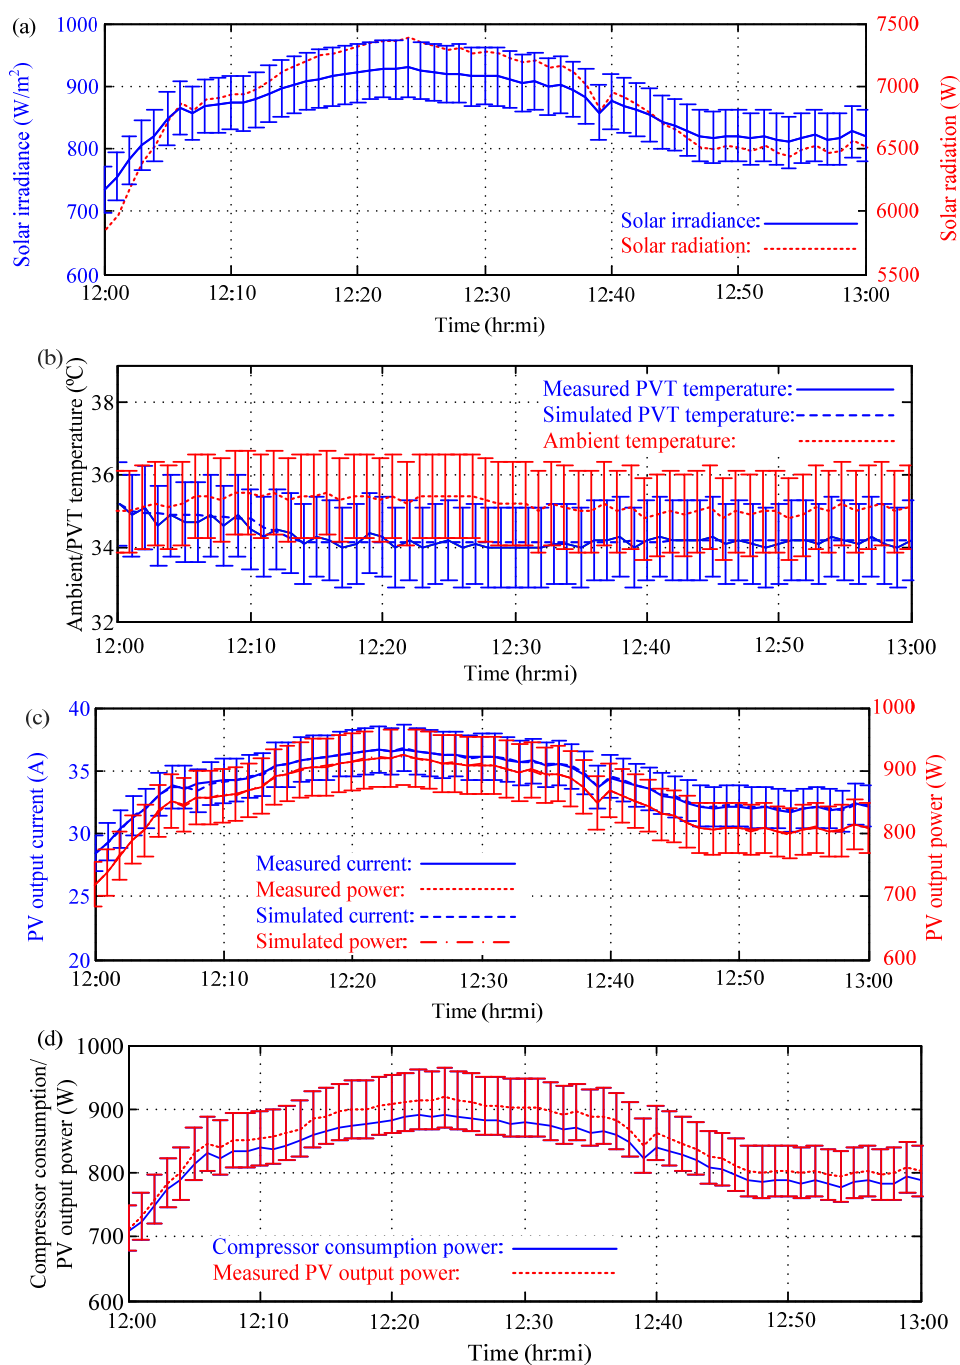 (a)
1000
900
800
700
600
Solar irradiance (W/m²)
7500
7000
6500
6000
5500
Solar radiation (W)
Solar irradiance:
Solar radiation:
12:00 12:10 12:20 12:30 12:40 12:50 13:00
Time (hr:mi)
(b)
Ambient/PVT temperature (ºC)
38
36
34
32
Measured PVT temperature:
Simulated PVT temperature:
Ambient temperature:
12:00 12:10 12:20 12:30 12:40 12:50 13:00
Time (hr:mi)
(c)
40
35
30
25
20
PV output current (A)
1000
900
800
700
600
PV output power (W)
Measured current:
Measured power:
Simulated current:
Simulated power:
12:00 12:10 12:20 12:30 12:40 12:50 13:00
Time (hr:mi)
(d)
1000
900
800
700
600
Compressor consumption/
PV output power (W)
Compressor consumption power:
Measured PV output power:
12:00 12:10 12:20 12:30 12:40 12:50 13:00
Time (hr:mi)